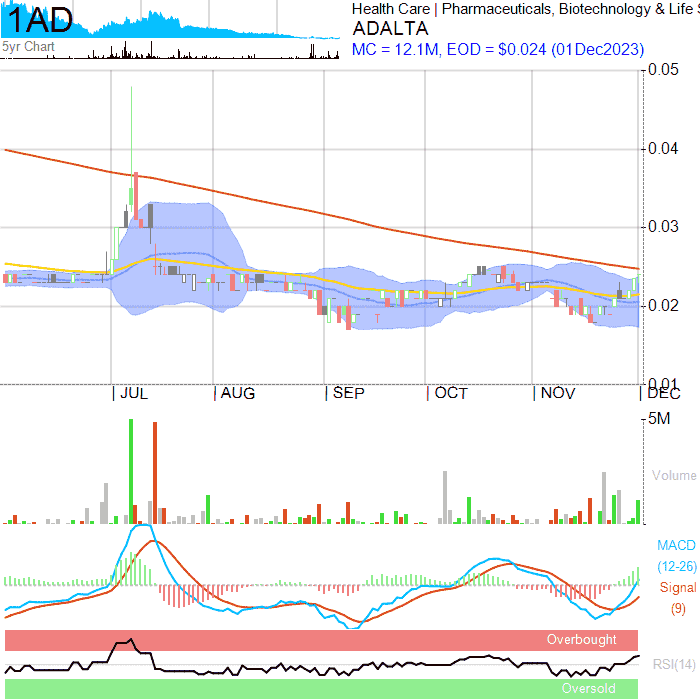 1AD
5yr Chart
Health Care | Pharmaceuticals, Biotechnology & Life
ADALTA
MC = 12.1M, EOD = $0.024 (01Dec2023)
0.05
0.04
0.03
0.02
0.01
JUL AUG SEP OCT NOV DEC
5M
Volume
MACD
(12-26)
Signal
(9)
Overbought
RSI(14)
Oversold